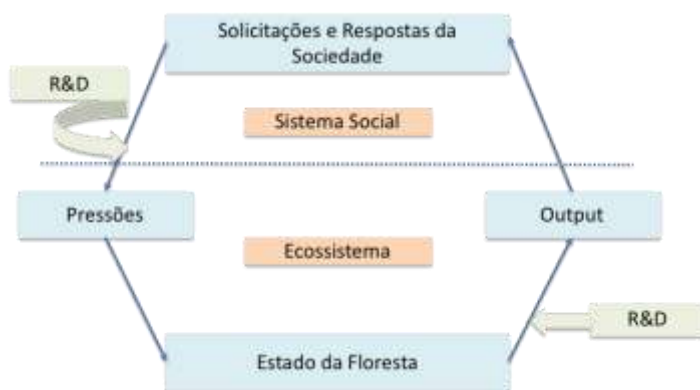 Solicitações e Respostas da
Sociedade
R&D
Sistema Social
Pressões
Output
Ecossistema
R&D
Estado da Floresta